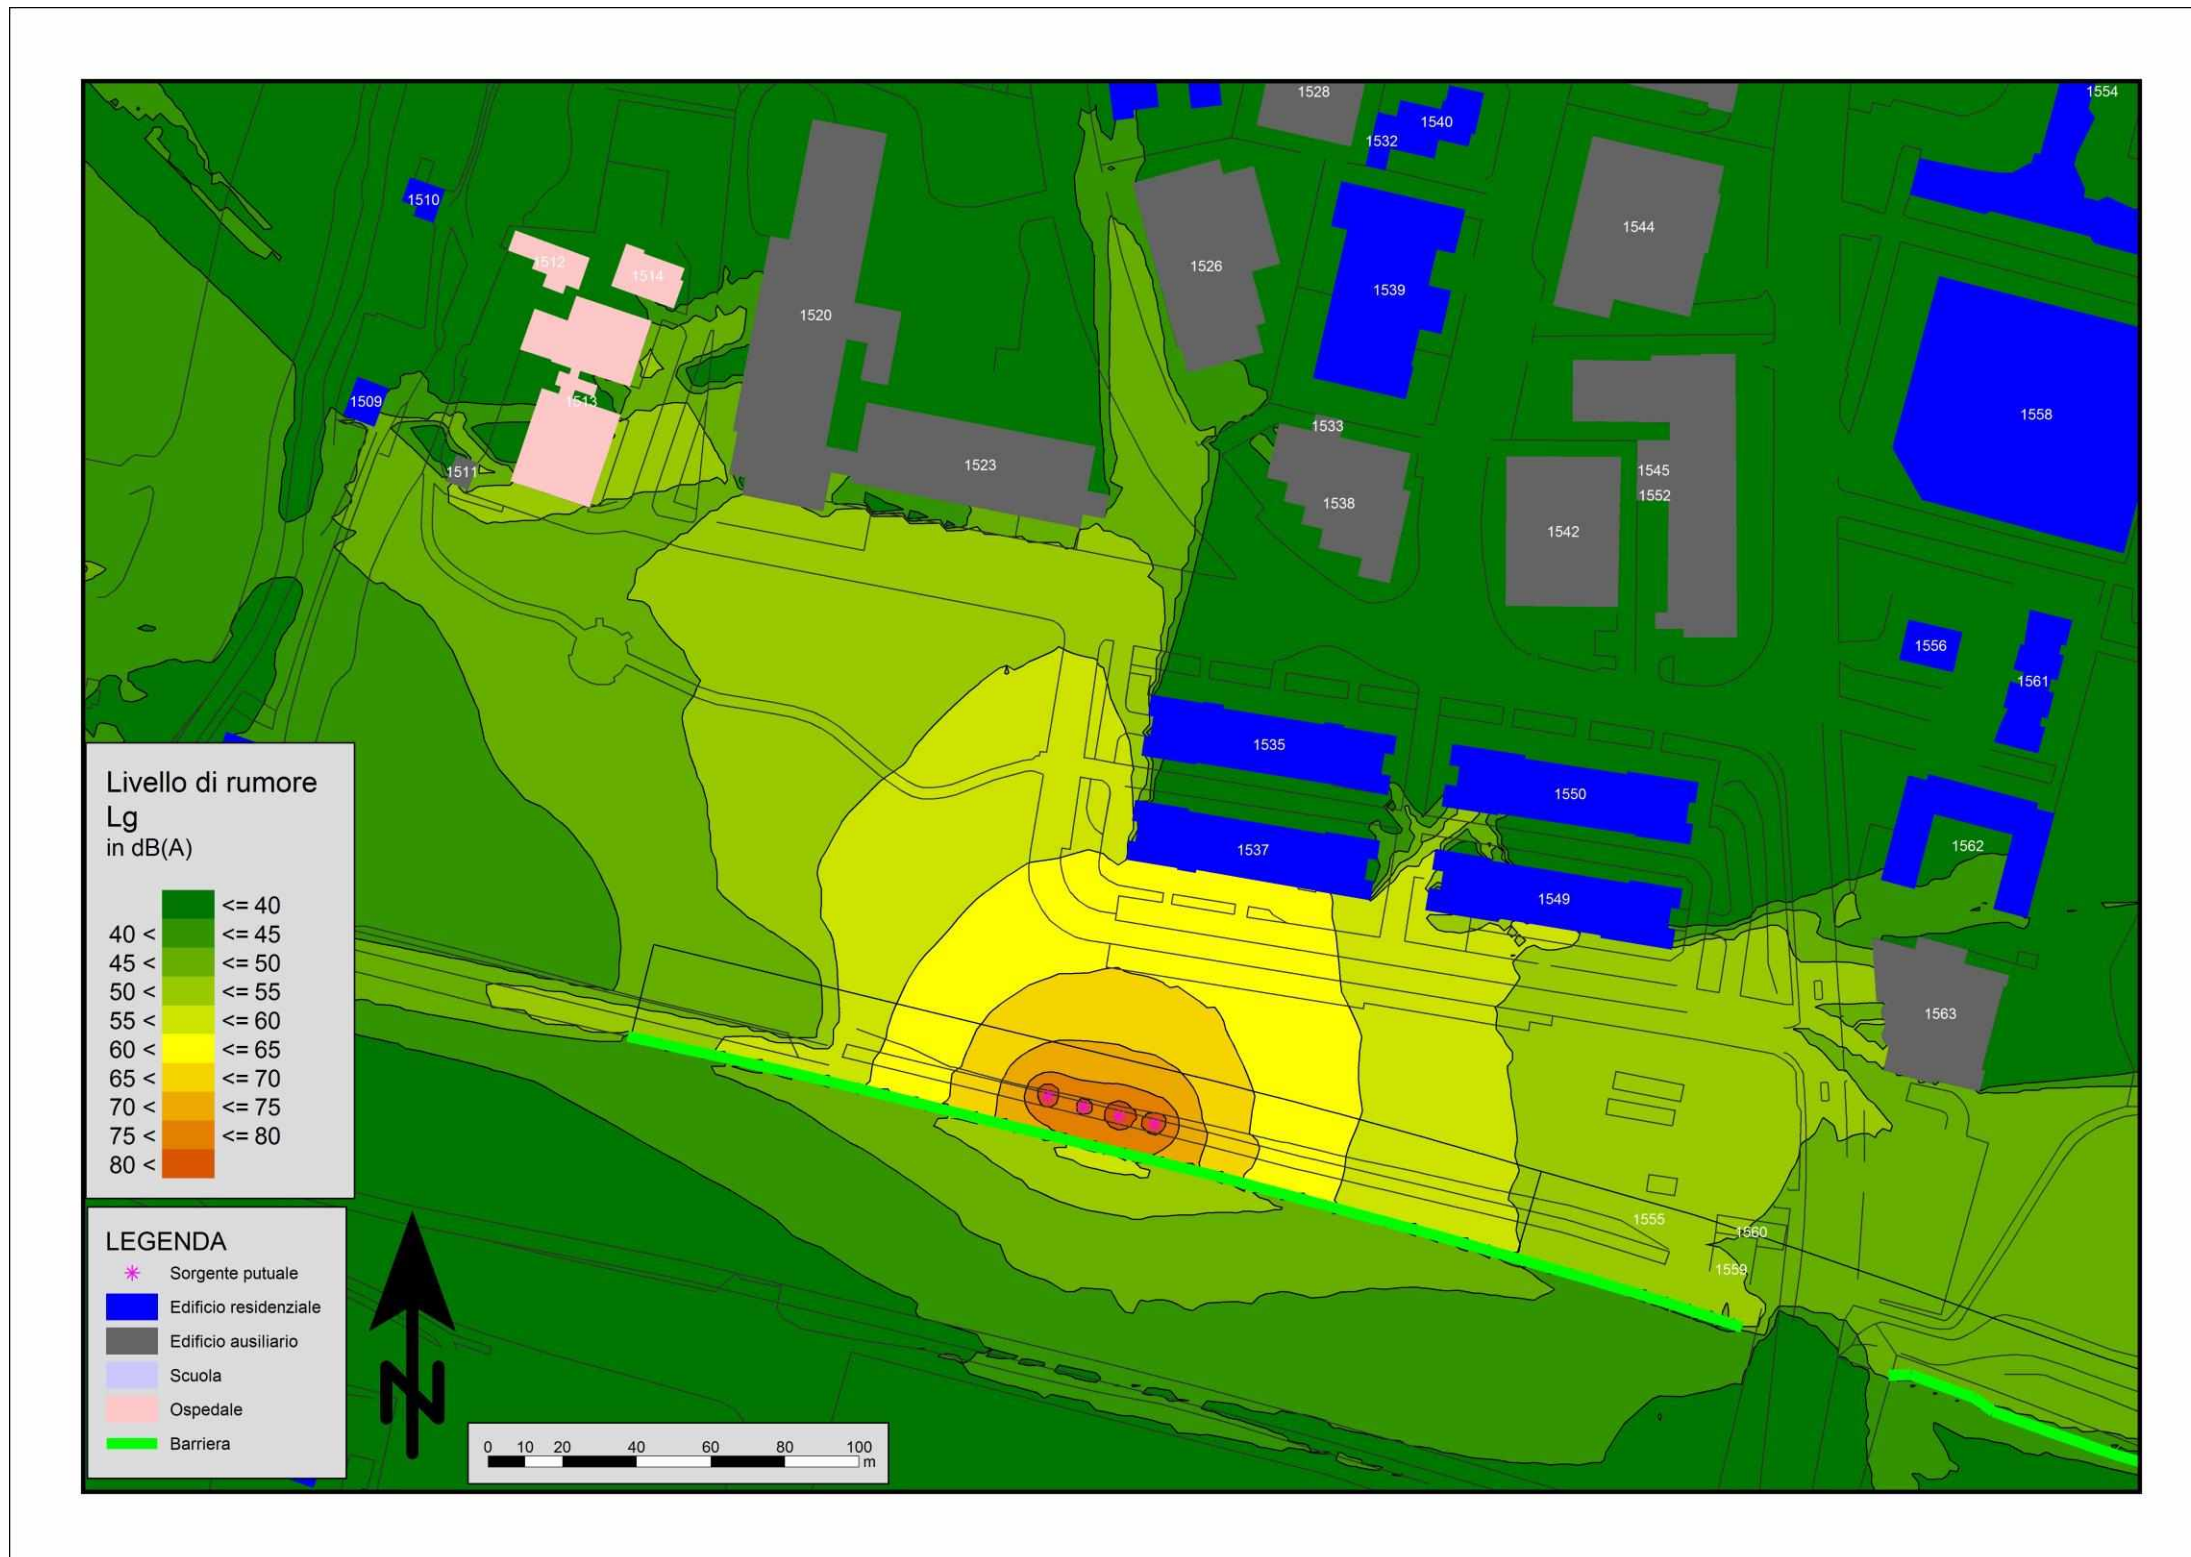 1528
1554
1540
1532
1510
1544
1512
1514
1526
1539
1520
1509
1513
1558
1533
1523
1511
1545
1552
1538
1542
1556
1561
1535
1550
1537
1562
1549
1563
1555
1560
1559
Livello di rumore
Lg
in dB(A)
<= 40
40 < <= 45
45 < <= 50
50 < <= 55
55 < <= 60
60 < <= 65
65 < <= 70
70 < <= 75
75 < <= 80
80 <
LEGENDA
Sorgente putuale
Edificio residenziale
Edificio ausiliario
Scuola
Ospedale
Barriera
N
0 10 20 40 60 80 100
m